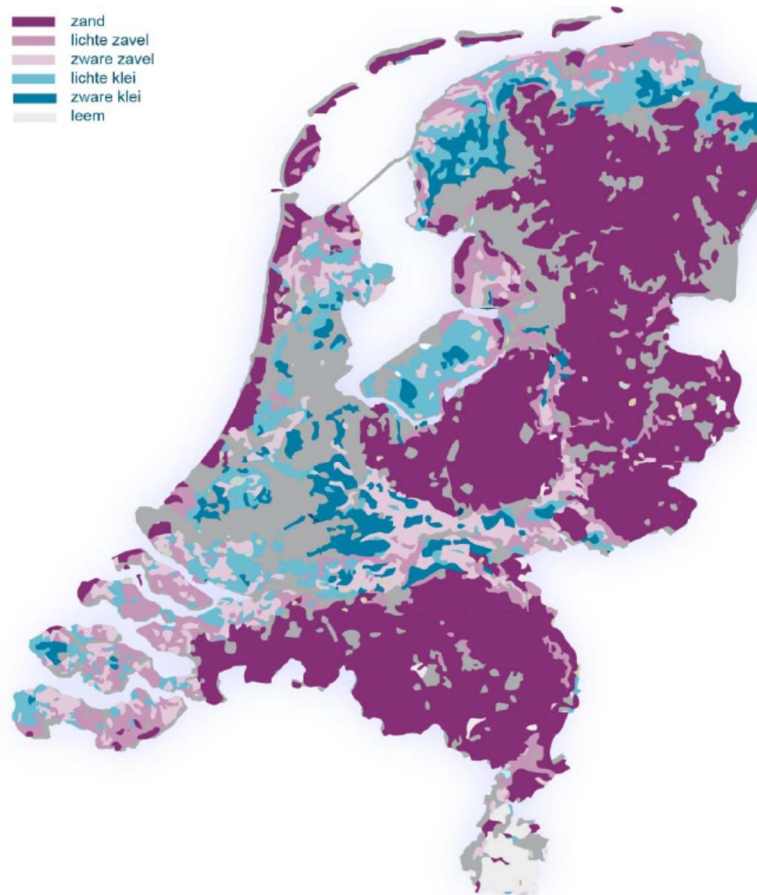 zand
lichte zavel
zware zavel
lichte klei
zware klei
leem